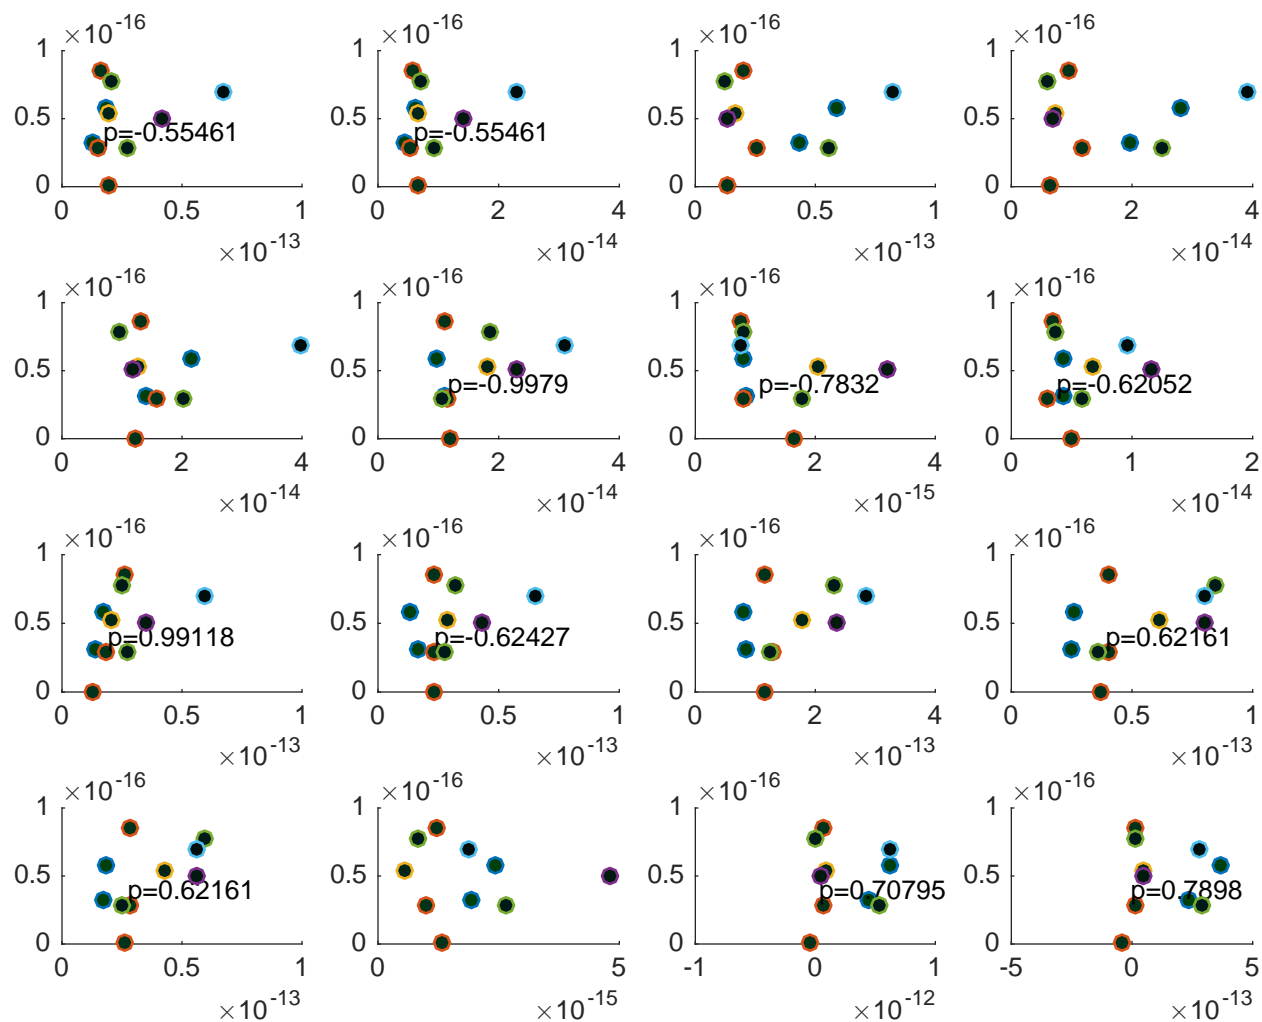 ×10-16 ×10-16 ×10-16 ×10-16
1 1 1 1
0.5 0.5 0.5 0.5
p=-0.55461 p=-0.55461
0 0 0 0
0 0.5 1 0 2 4 0 0.5 1 0 2 4
×10-13 ×10-14 ×10-13 ×10-14
×10-16 ×10-16 ×10-16 ×10-16
1 1 1 1
0.5 0.5 0.5 0.5
p=-0.9979 p=-0.7832 p=-0.62052
0 0 0 0
0 2 4 0 2 4 0 2 4 0 1 2
×10-14 ×10-14 ×10-15 ×10-14
×10-16 ×10-16 ×10-16 ×10-16
1 1 1 1
0.5 0.5 0.5 0.5
p=0.99118 p=-0.62427 p=0.62161
0 0 0 0
0 0.5 1 0 0.5 1 0 2 4 0 0.5 1
×10-13 ×10-13 ×10-13 ×10-13
×10-16 ×10-16 ×10-16 ×10-16
1 1 1 1
0.5 0.5 0.5 0.5
p=0.62161 p=0.70795 p=0.7898
0 0 0 0
0 0.5 1 0 5 -1 0 1 -5 0 5
×10-13 ×10-15 ×10-12 ×10-13